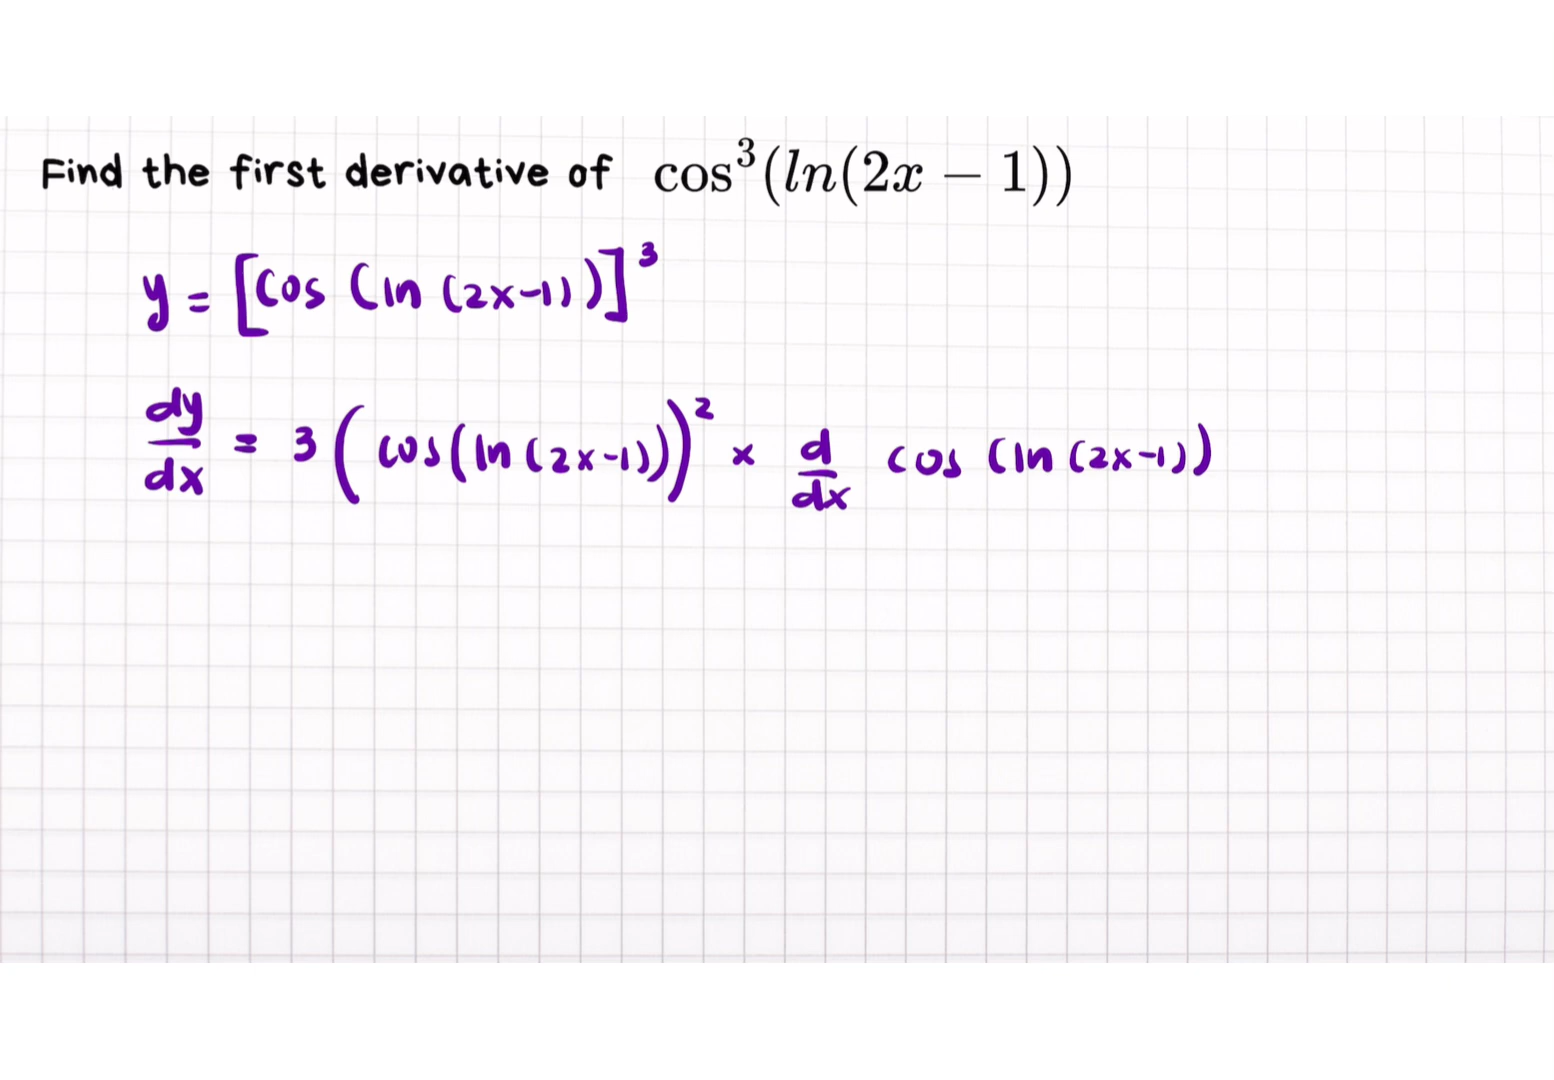 Find the first derivative of cos³(ln(2x − 1))
y = [cos (ln (2x-1))]³
dy/dx = 3 (cos(ln(2x-1)))² × d/dx cos (ln (2x-1))